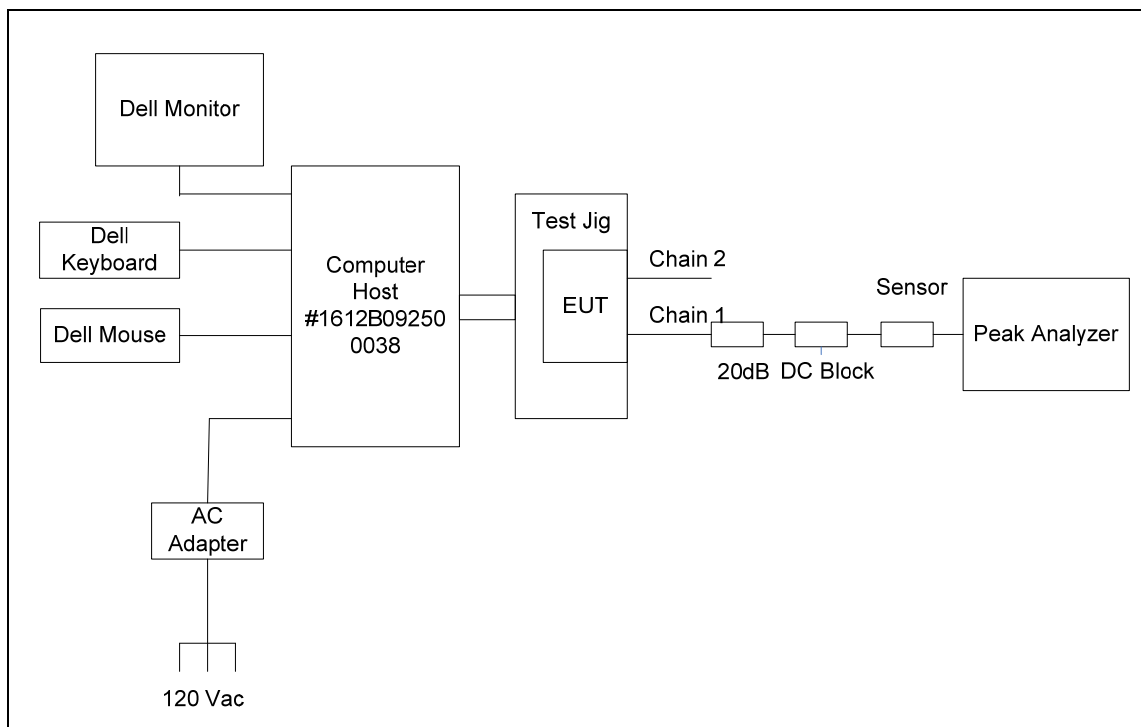 Dell Monitor
Dell
Keyboard
Dell Mouse
Computer
Host
#1612B09250
0038
AC
Adapter
120 Vac
Test Jig
EUT
Chain 2
Chain 1
20dB
DC Block
Sensor
Peak Analyzer